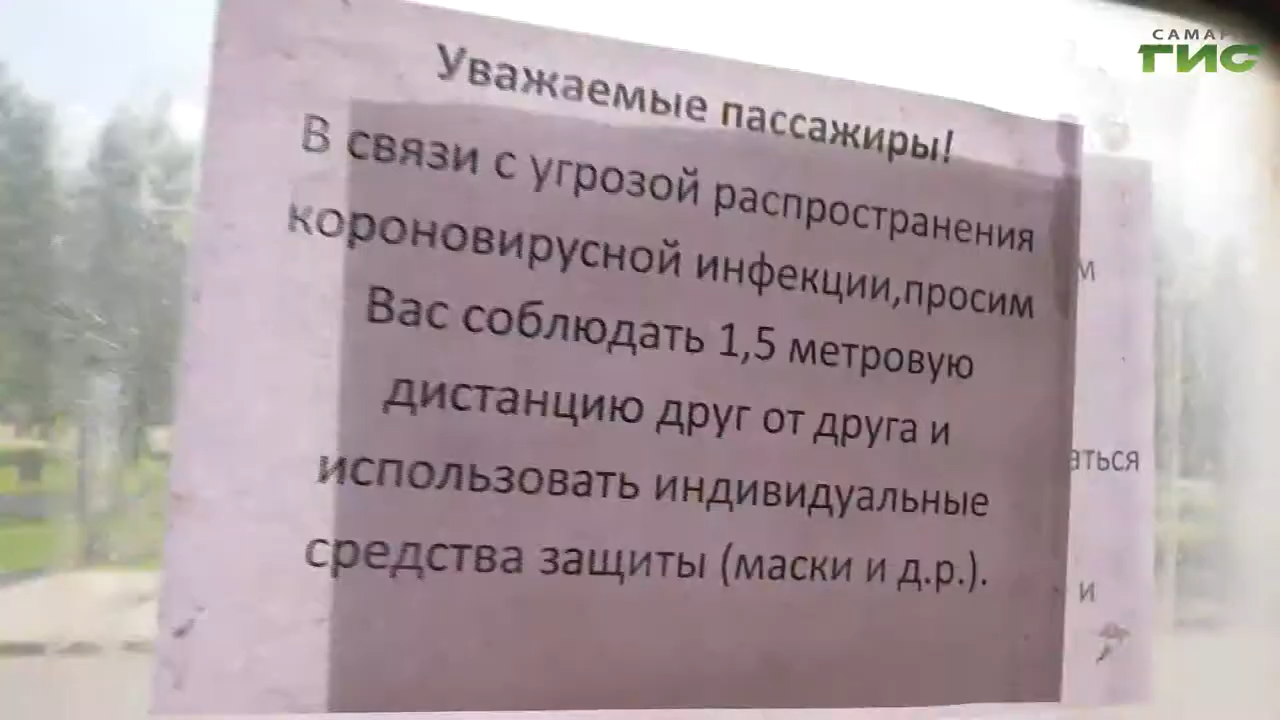 САМАРА
ГИС
Уважаемые пассажиры!
В связи с угрозой распространения
короновирусной инфекции,просим
Вас соблюдать 1,5 метровую
дистанцию друг от друга и
использовать индивидуальные
средства защиты (маски и д.р.).
и